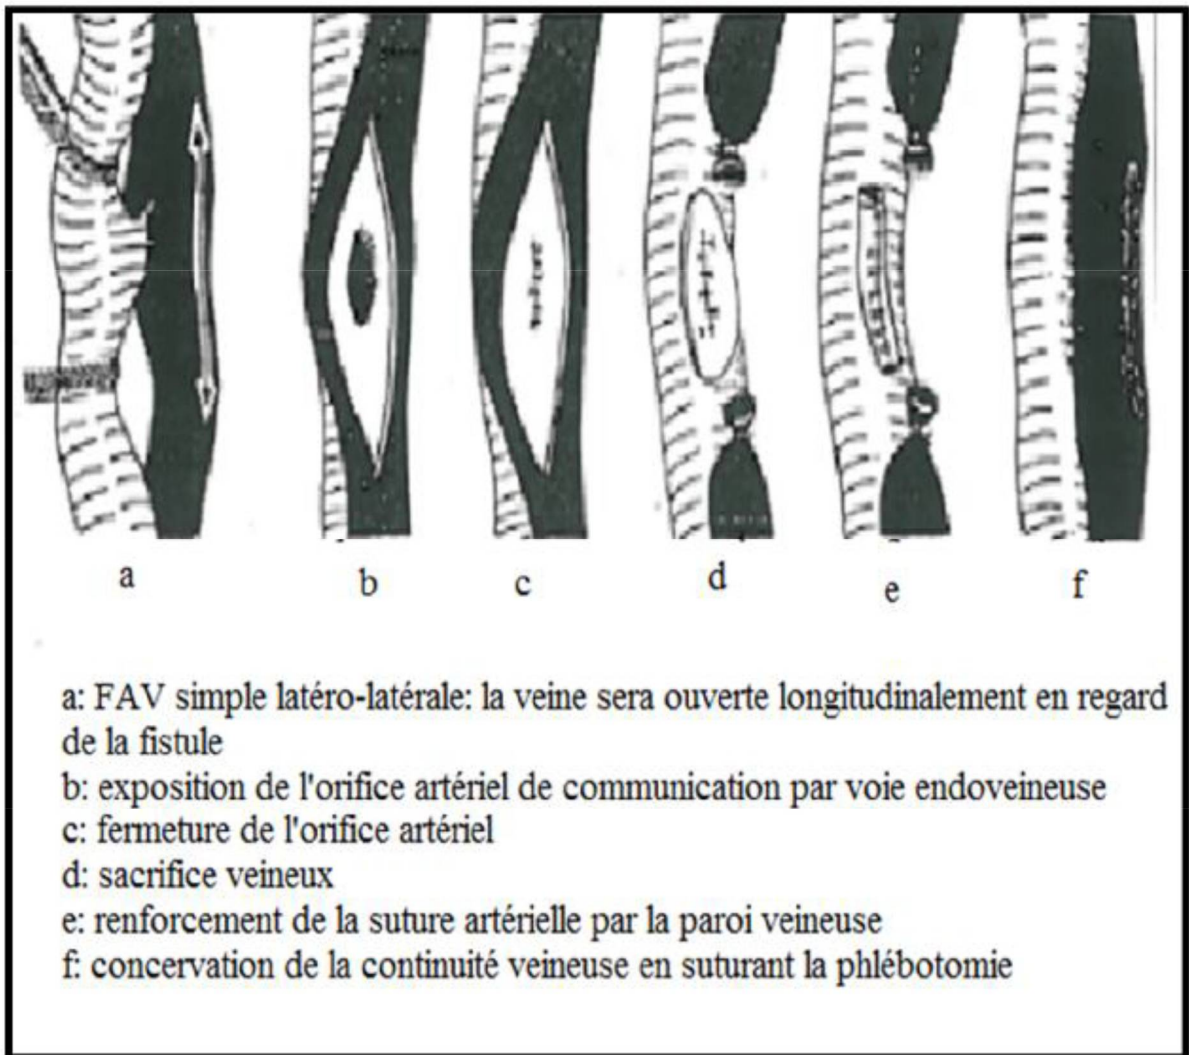 a
b
c
d
e
f
a: FAV simple latéro-latérale: la veine sera ouverte longitudinalement en regard
de la fistule
b: exposition de l'orifice artériel de communication par voie endoveineuse
c: fermeture de l'orifice artériel
d: sacrifice veineux
e: renforcement de la suture artérielle par la paroi veineuse
f: concervation de la continuité veineuse en suturant la phlébotomie